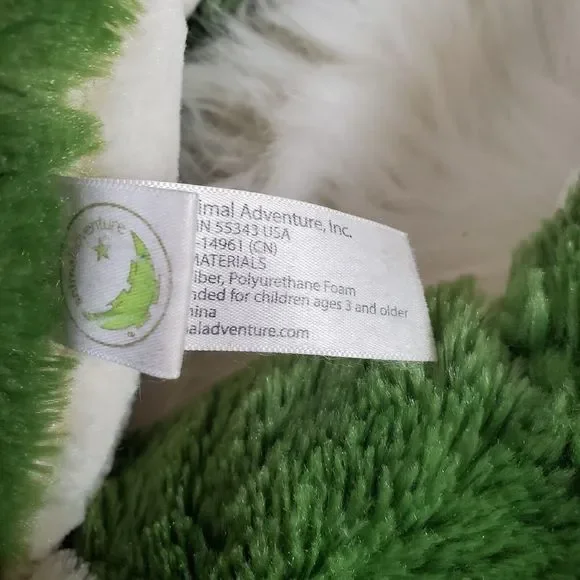 adventure
imal Adventure, Inc.
IN 55343 USA
-14961 (CN)
MATERIALS
iber, Polyurethane Foam
nded for children ages 3 and older
hina
aladventure.com